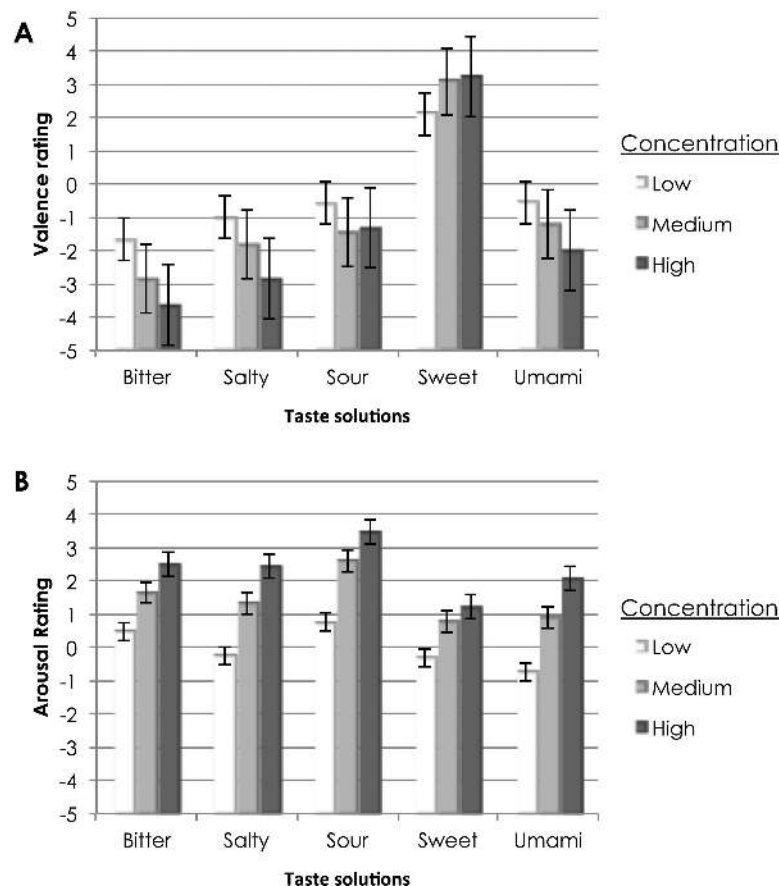 A
Valence rating
5
4
3
2
1
0
-1
-2
-3
-4
-5
Bitter Salty Sour Sweet Umami
Taste solutions
Concentration
Low
Medium
High
B
Arousal Rating
5
4
3
2
1
0
-1
-2
-3
-4
-5
Bitter Salty Sour Sweet Umami
Taste solutions
Concentration
Low
Medium
High